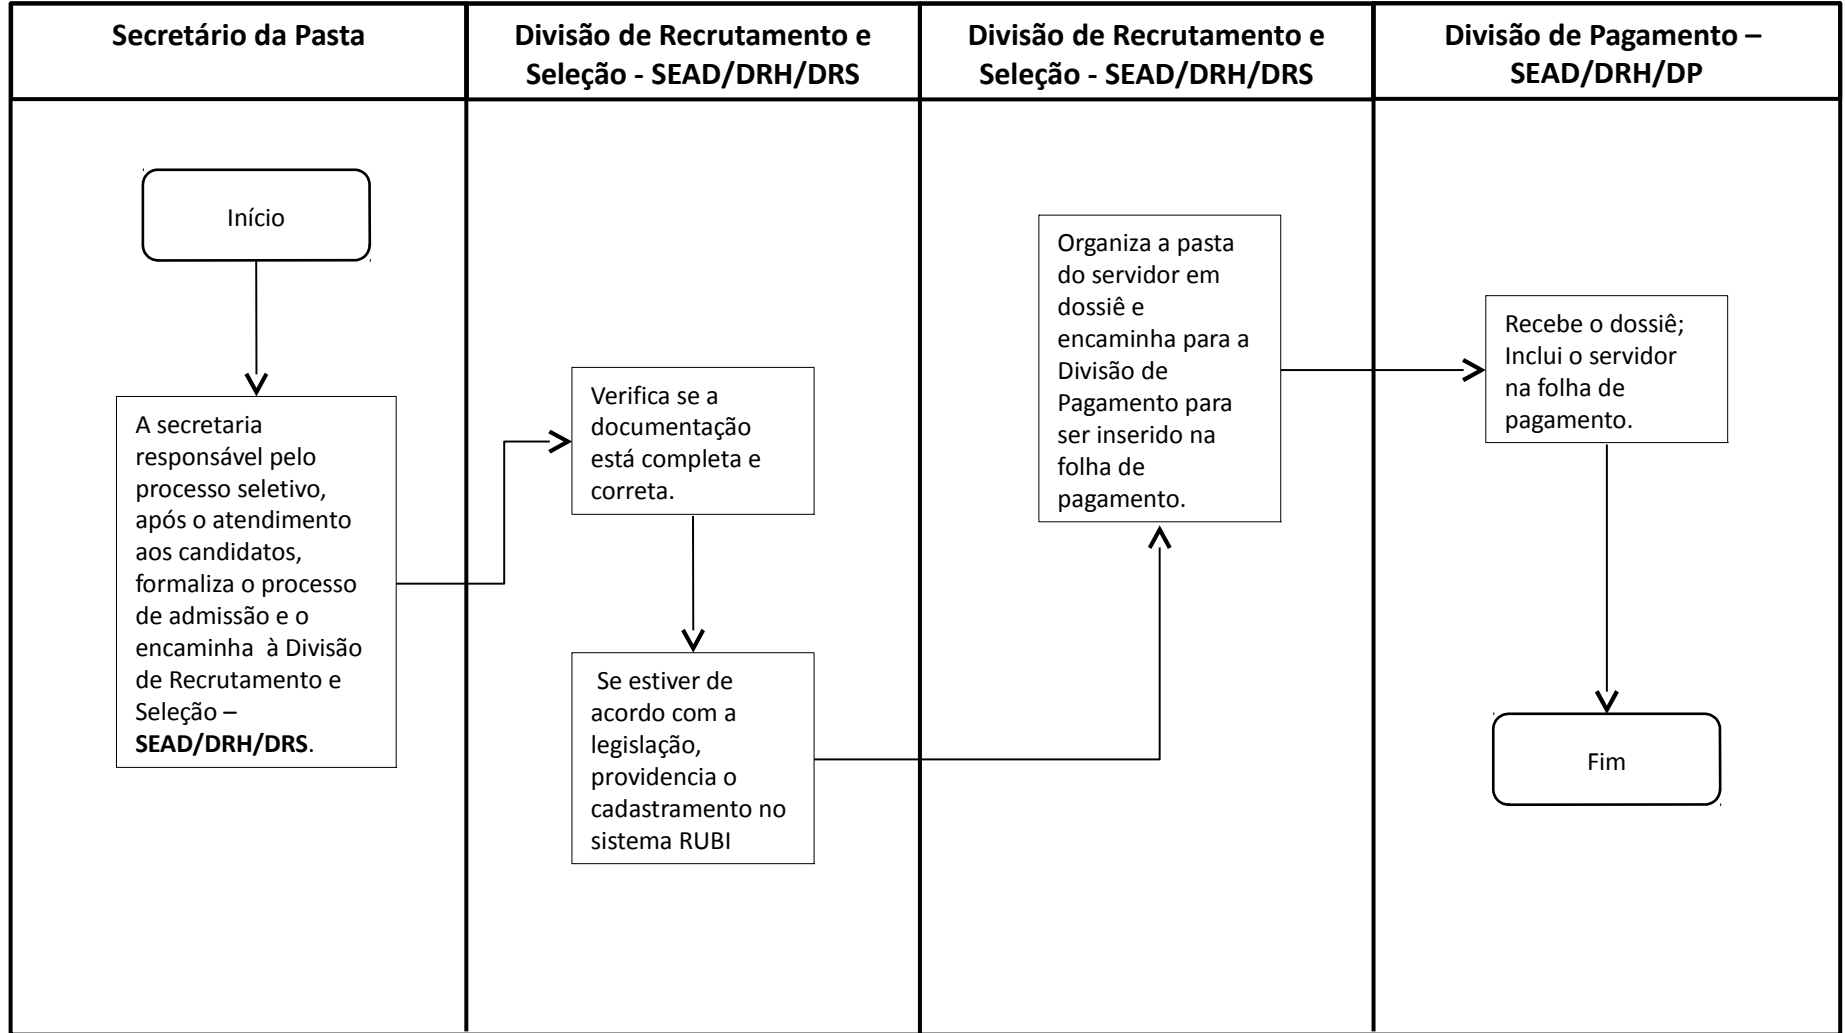 Secretário da Pasta
Divisão de Recrutamento e
Seleção - SEAD/DRH/DRS
Divisão de Recrutamento e
Seleção - SEAD/DRH/DRS
Divisão de Pagamento –
SEAD/DRH/DP
Início
A secretaria
responsável pelo
processo seletivo,
após o atendimento
aos candidatos,
formaliza o processo
de admissão e o
encaminha  à Divisão
de Recrutamento e
Seleção –
SEAD/DRH/DRS.
Verifica se a
documentação
está completa e
correta.
Se estiver de
acordo com a
legislação,
providencia o
cadastramento no
sistema RUBI
Organiza a pasta
do servidor em
dossiê e
encaminha para a
Divisão de
Pagamento para
ser inserido na
folha de
pagamento.
Recebe o dossiê;
Inclui o servidor
na folha de
pagamento.
Fim